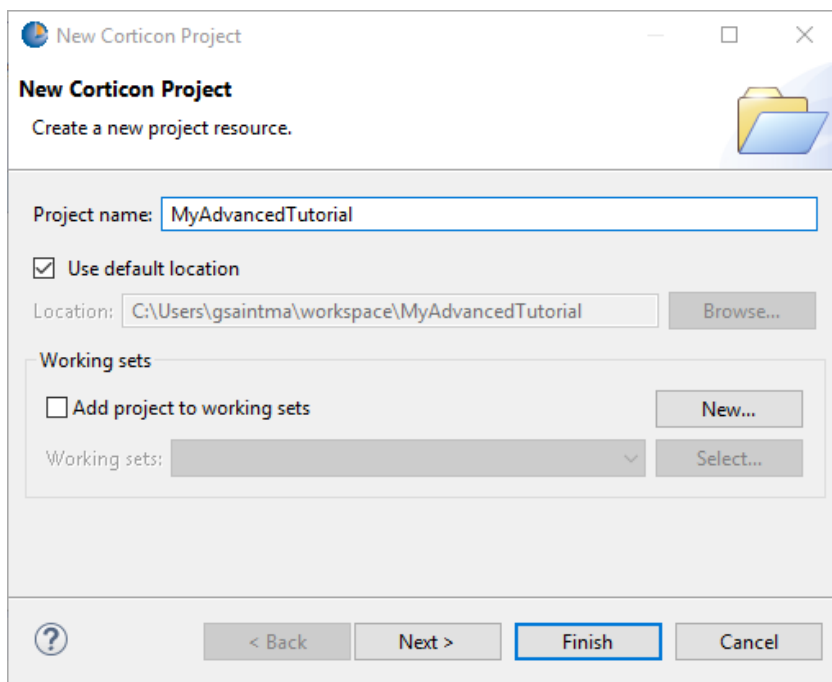 New Corticon Project
New Corticon Project
Create a new project resource.
Project name: MyAdvancedTutorial
Use default location
Location: C:\Users\gsaintma\workspace\MyAdvancedTutorial Browse...
Working sets
Add project to working sets New...
Working sets: Select...
? < Back Next > Finish Cancel